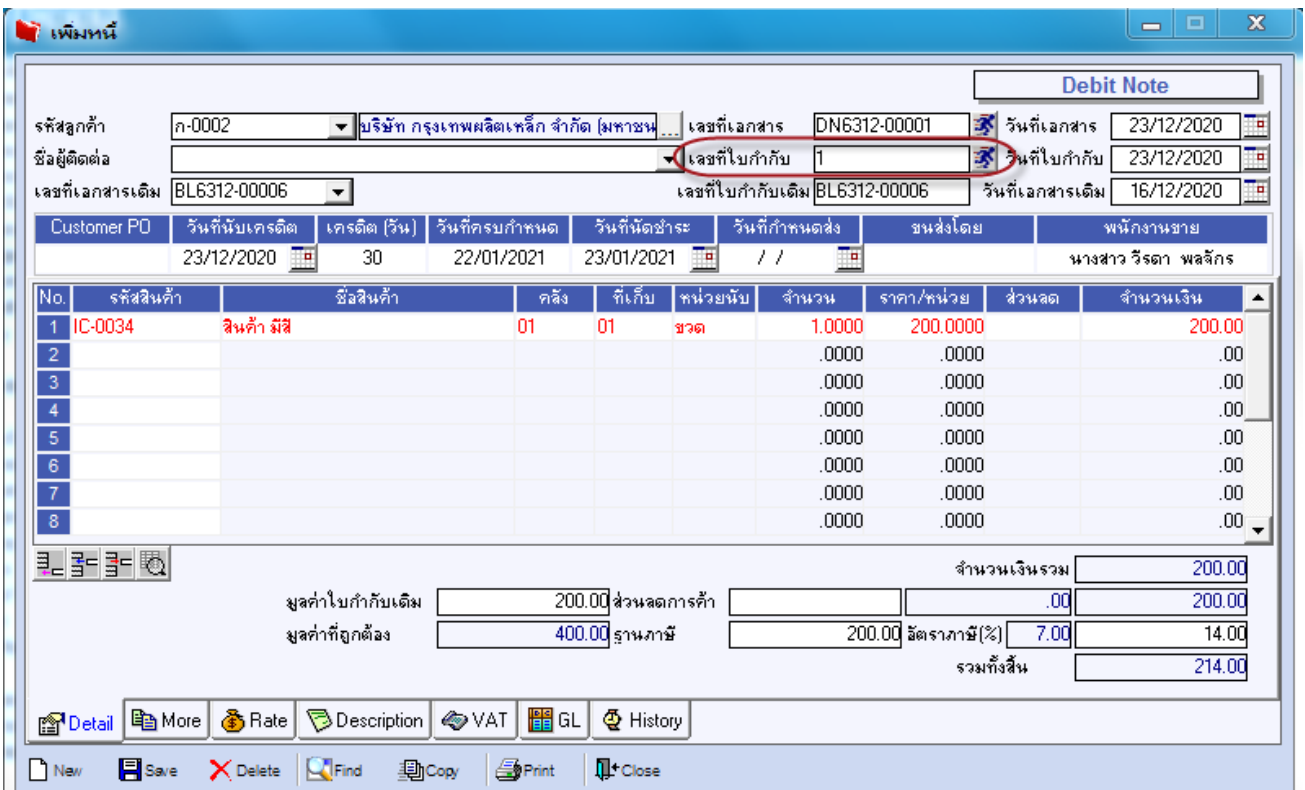 เพิ่มหนี้
Debit Note
รหัสลูกค้า ก-0002 บริษัท กรุงเทพผลิตเหล็ก จำกัด (มหาชน ... เลขที่เอกสาร DN6312-00001 วันที่เอกสาร 23/12/2020
ชื่อผู้ติดต่อ เลขที่ใบกำกับ 1 วันที่ใบกำกับ 23/12/2020
เลขที่เอกสารเดิม BL6312-00006 เลขที่ใบกำกับเดิม BL6312-00006 วันที่เอกสารเดิม 16/12/2020
Customer PO วันที่นับเครดิต เครดิต (วัน) วันที่ครบกำหนด วันที่นัดชำระ วันที่กำหนดส่ง ขนส่งโดย พนักงานขาย
23/12/2020 30 22/01/2021 23/01/2021 / / นางสาว วีรดา พลจักร
No. รหัสสินค้า ชื่อสินค้า คลัง ที่เก็บ หน่วยนับ จำนวน ราคา/หน่วย ส่วนลด จำนวนเงิน
1 IC-0034 สินค้า มีสี 01 01 ขวด 1.0000 200.0000 200.00
2 .0000 .0000 .00
3 .0000 .0000 .00
4 .0000 .0000 .00
5 .0000 .0000 .00
6 .0000 .0000 .00
7 .0000 .0000 .00
8 .0000 .0000 .00
จำนวนเงินรวม 200.00
มูลค่าใบกำกับเดิม 200.00 ส่วนลดการค้า .00 200.00
มูลค่าที่ถูกต้อง 400.00 ฐานภาษี 200.00 อัตราภาษี(%) 7.00 14.00
รวมทั้งสิ้น 214.00
Detail More Rate Description VAT GL History
New Save Delete Find Copy Print Close